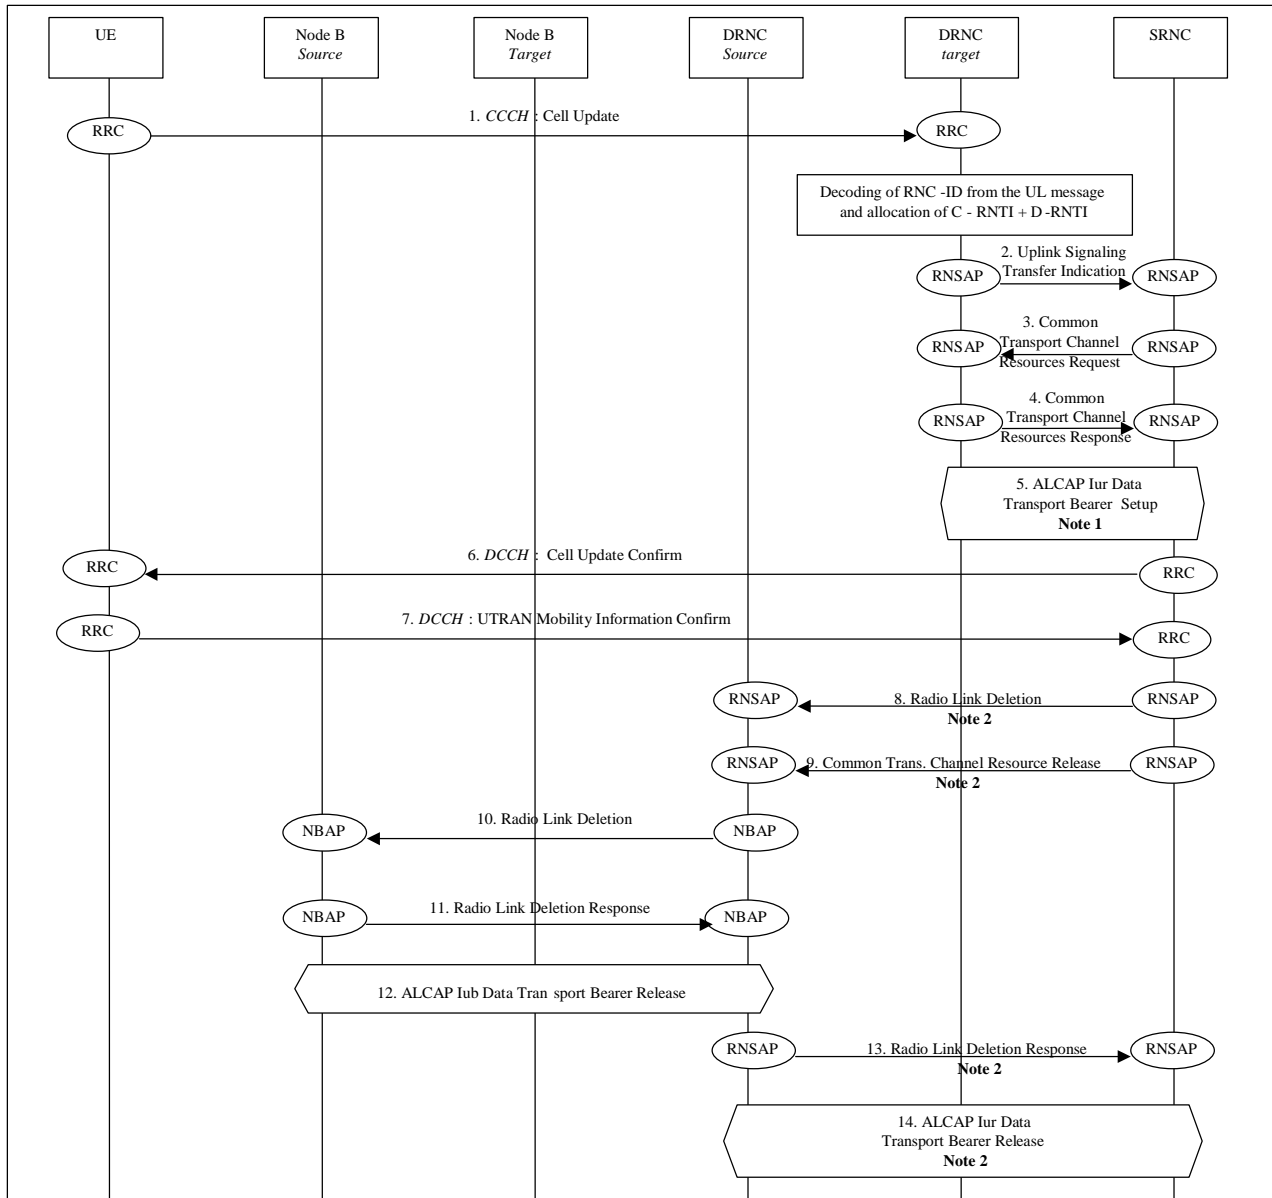 UE
Node B
Source
Node B
Target
DRNC
Source
DRNC
target
SRNC
1. CCCH : Cell Update
RRC
RRC
Decoding of RNC -ID from the UL message
and allocation of C - RNTI + D -RNTI
2. Uplink Signaling
Transfer Indication
RNSAP
RNSAP
3. Common
Transport Channel
Resources Request
RNSAP
RNSAP
4. Common
Transport Channel
Resources Response
RNSAP
RNSAP
5. ALCAP Iur Data
Transport Bearer Setup
Note 1
6. DCCH : Cell Update Confirm
RRC
RRC
7. DCCH : UTRAN Mobility Information Confirm
RRC
RRC
RNSAP
8. Radio Link Deletion
Note 2
RNSAP
RNSAP
9. Common Trans. Channel Resource Release
Note 2
RNSAP
NBAP
10. Radio Link Deletion
NBAP
NBAP
11. Radio Link Deletion Response
NBAP
12. ALCAP Iub Data Tran sport Bearer Release
RNSAP
13. Radio Link Deletion Response
Note 2
RNSAP
14. ALCAP Iur Data
Transport Bearer Release
Note 2